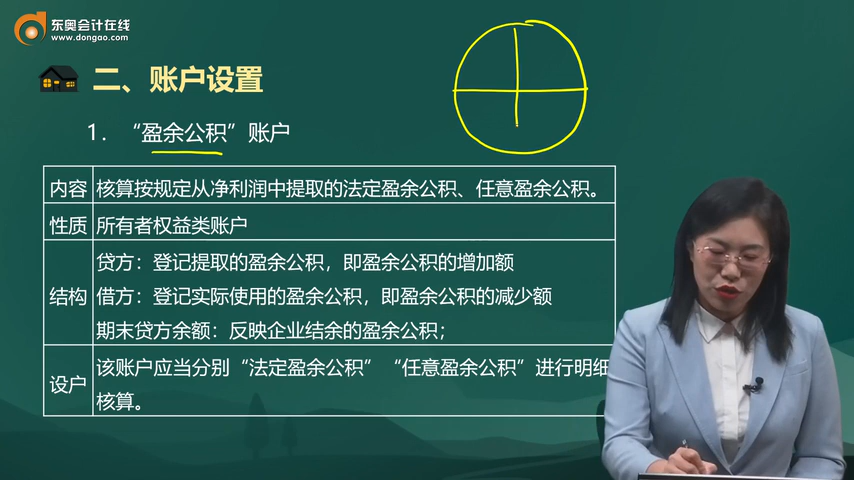 东奥会计在线
www.dongao.com
二、账户设置
1．“盈余公积”账户
内容 核算按规定从净利润中提取的法定盈余公积、任意盈余公积。
性质 所有者权益类账户
结构 贷方：登记提取的盈余公积，即盈余公积的增加额
借方：登记实际使用的盈余公积，即盈余公积的减少额
期末贷方余额：反映企业结余的盈余公积；
设户 该账户应当分别“法定盈余公积”“任意盈余公积”进行明细
核算。